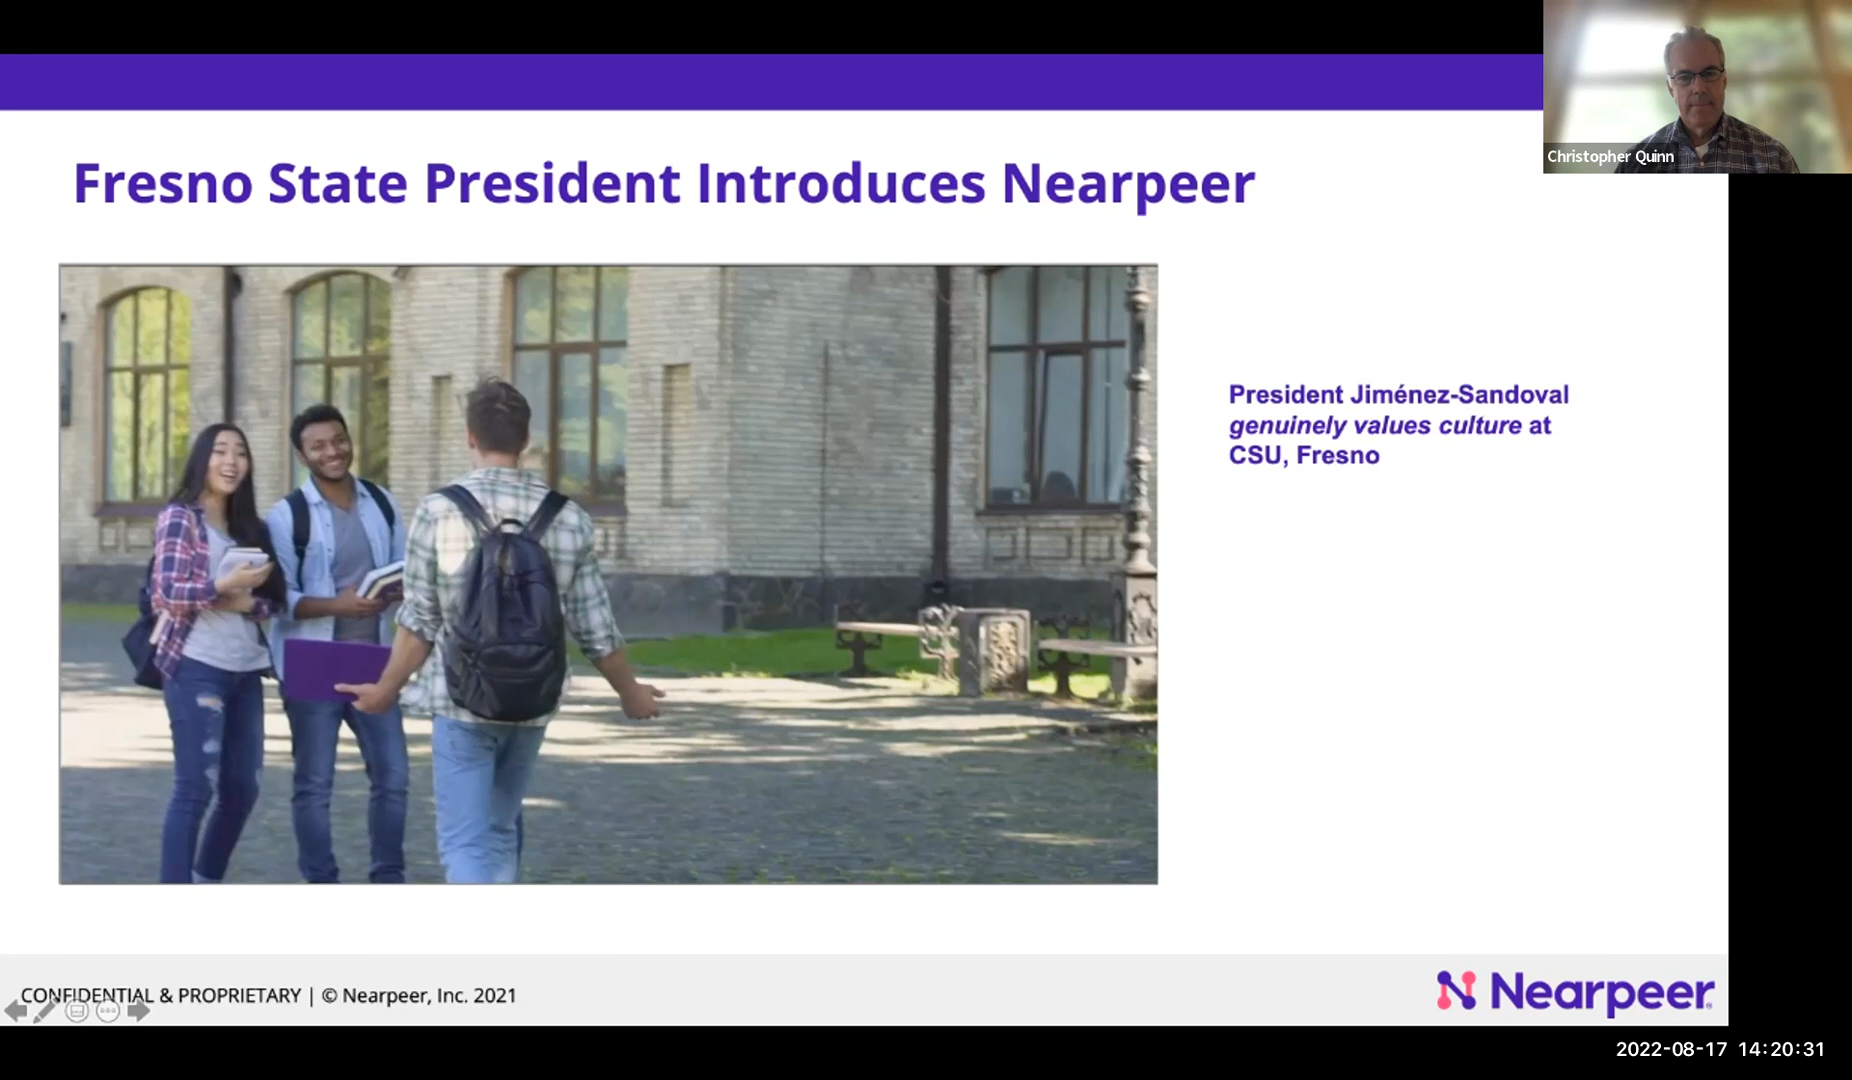 Christopher Quinn
Fresno State President Introduces Nearpeer
President Jiménez-Sandoval
genuinely values culture at
CSU, Fresno
CONFIDENTIAL & PROPRIETARY | © Nearpeer, Inc. 2021
Nearpeer
2022-08-17 14:20:31